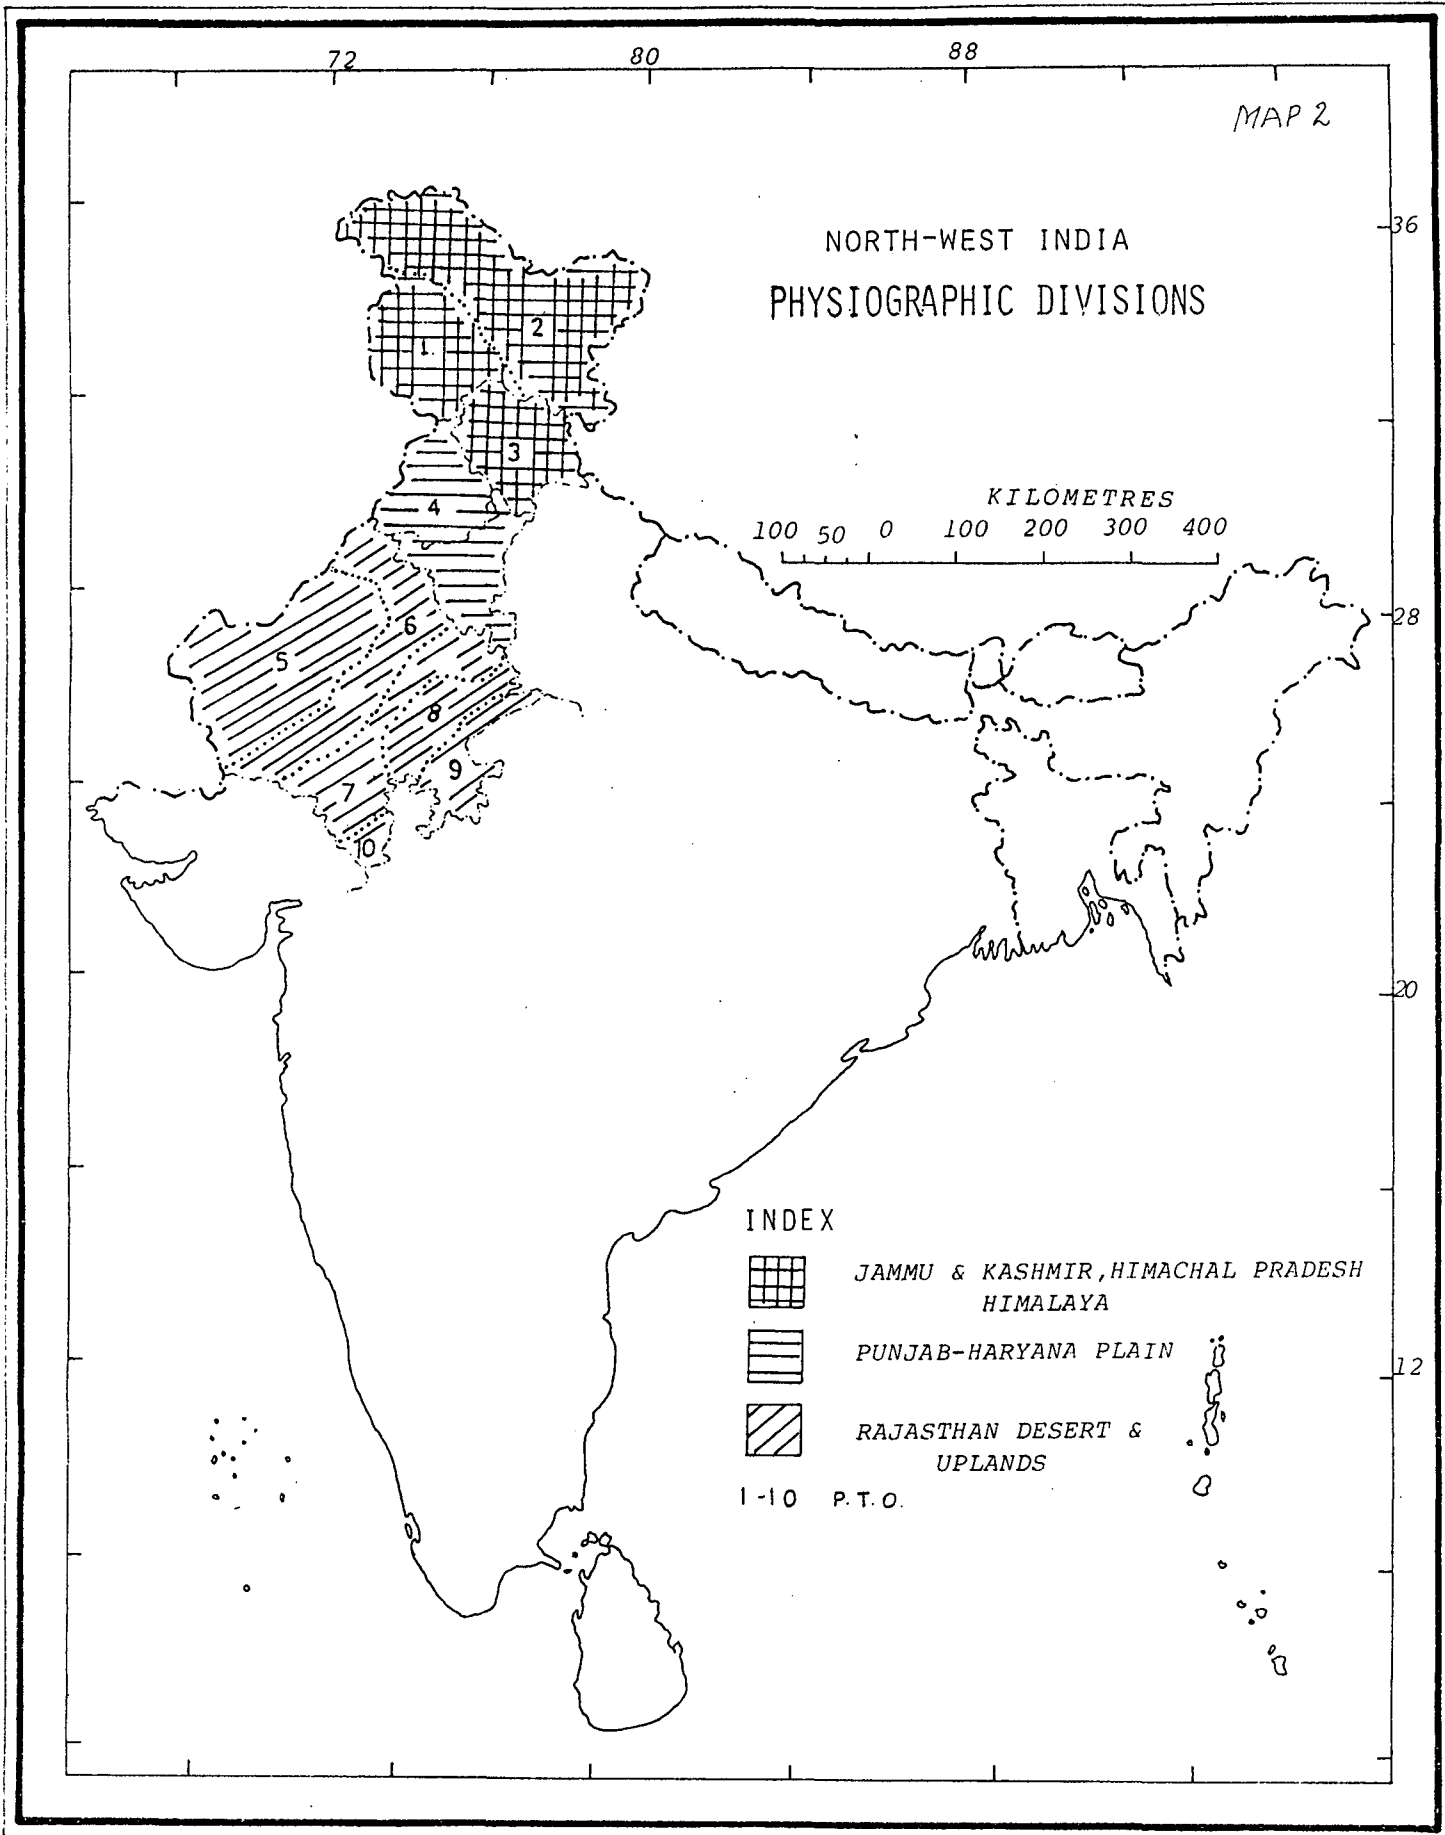 72 80 88
MAP 2
36
NORTH-WEST INDIA
PHYSIOGRAPHIC DIVISIONS
2
1
3
KILOMETRES
4
100 50 0 100 200 300 400
28
6
5
8
9
7
10
20
INDEX
JAMMU & KASHMIR, HIMACHAL PRADESH
HIMALAYA
PUNJAB-HARYANA PLAIN
12
RAJASTHAN DESERT &
UPLANDS
1-10 P.T.O.